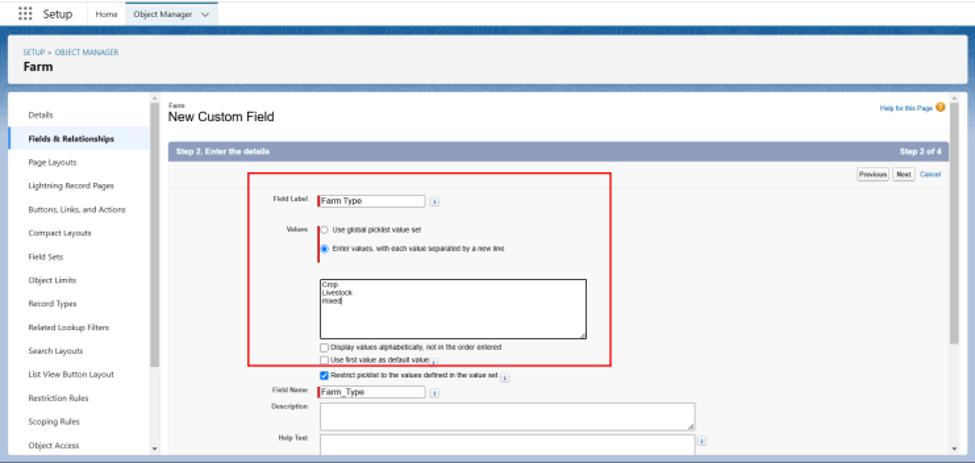 Setup Home Object Manager
SETUP > OBJECT MANAGER
Farm
Details
Fields & Relationships
Page Layouts
Lightning Record Pages
Buttons, Links, and Actions
Compact Layouts
Field Sets
Object Limits
Record Types
Related Lookup Filters
Search Layouts
List View Button Layout
Restriction Rules
Scoping Rules
Object Access
Farm
New Custom Field
Help for this Page ?
Step 2. Enter the details Step 2 of 4
Previous Next Cancel
Field Label Farm Type i
Values Use global picklist value set
Enter values, with each value separated by a new line
Crop
Livestock
mixed
Display values alphabetically, not in the order entered
Use first value as default value i
Restrict picklist to the values defined in the value set i
Field Name Farm_Type i
Description
Help Text i